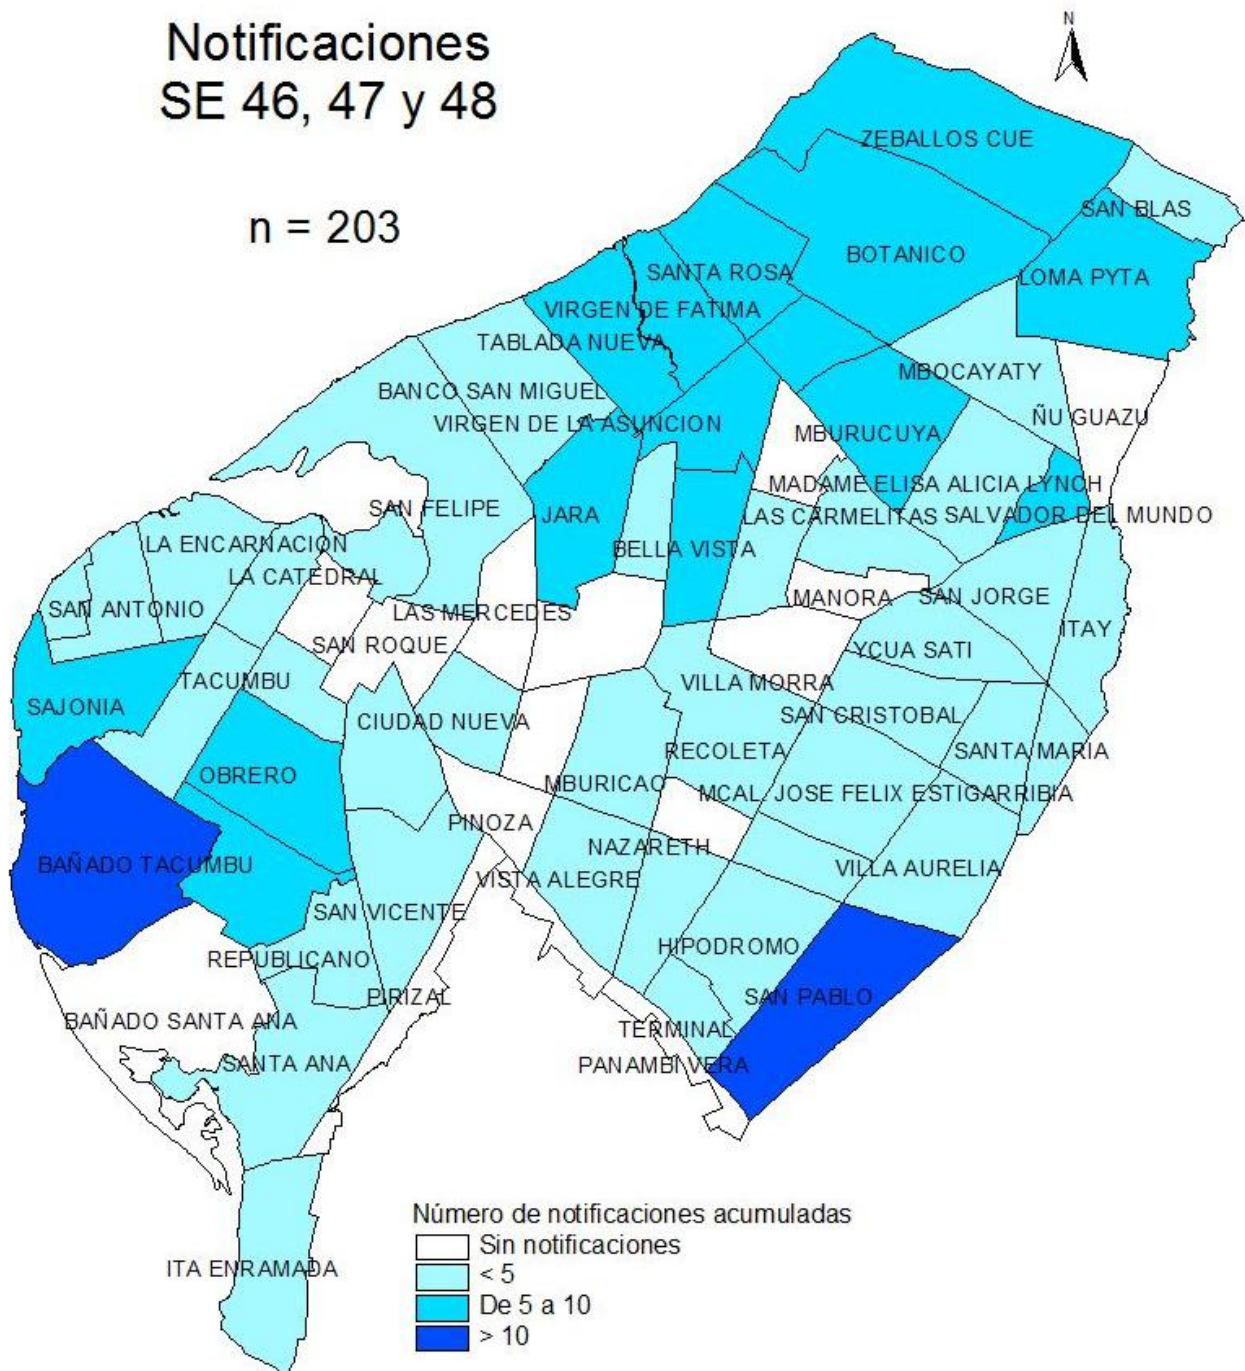 Notificaciones
SE 46, 47 y 48
n = 203
N
ZEBALLOS CUE
SAN BLAS
BOTANICO
LOMA PYTA
SANTA ROSA
VIRGEN DE FATIMA
TABLADA NUEVA
MBOCAYATY
BANCO SAN MIGUEL
ÑU GUAZU
VIRGEN DE LA ASUNCION
MBURUCUYA
MADAME ELISA ALICIA LYNCH
SAN FELIPE
JARA
LAS CARMELITAS
SALVADOR DEL MUNDO
LA ENCARNACION
BELLA VISTA
LA CATEDRAL
SAN ANTONIO
LAS MERCEDES
MANORA
SAN JORGE
ITAY
SAN ROQUE
YCUA SATI
TACUMBU
VILLA MORRA
SAJONIA
CIUDAD NUEVA
SAN CRISTOBAL
RECOLETA
SANTA MARIA
OBRERO
MBURICAO
MCAL. JOSE FELIX ESTIGARRIBIA
PINOZA
NAZARETH
BAÑADO TACUMBU
VILLA AURELIA
VISTA ALEGRE
SAN VICENTE
HIPODROMO
REPUBLICANO
PIRIZAL
SAN PABLO
BAÑADO SANTA ANA
TERMINAL
SANTA ANA
PANAMBI VERA
ITA ENRAMADA
Número de notificaciones acumuladas
Sin notificaciones
< 5
De 5 a 10
> 10